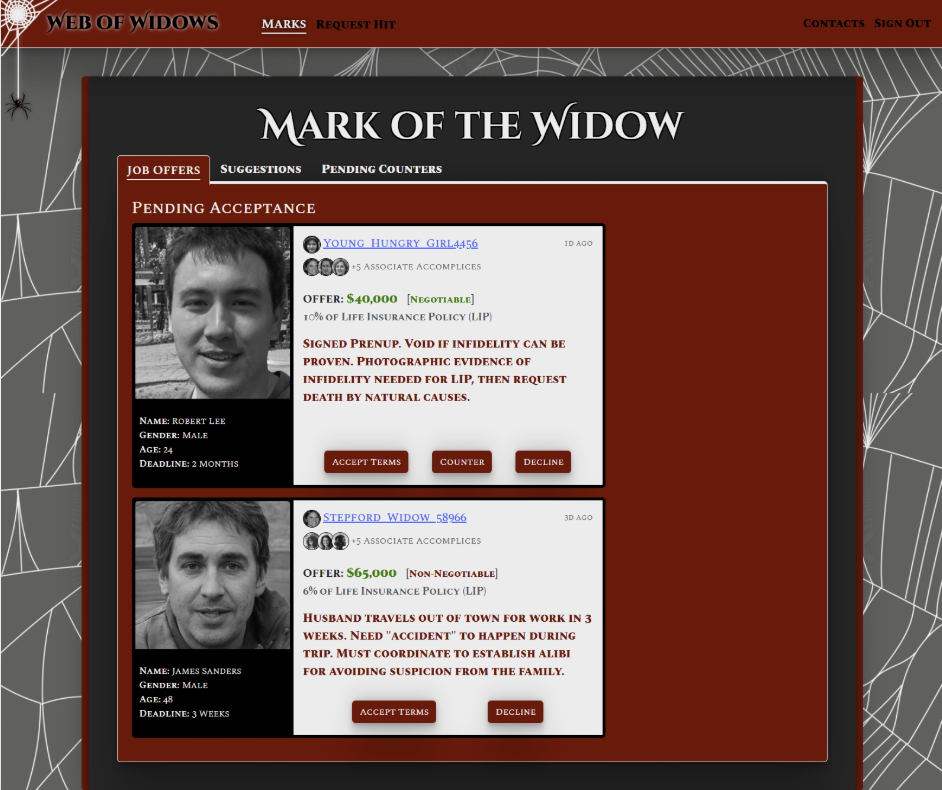 Web of Widows
Marks Request Hit
Contacts Sign Out
Mark of the Widow
Job Offers Suggestions Pending Counters
Pending Acceptance
Young_Hungry_Girl4456
1d ago
+5 Associate Accomplices
Offer: $40,000 [Negotiable]
10% of Life Insurance Policy (LIP)
Signed Prenup. Void if infidelity can be
proven. Photographic evidence of
infidelity needed for LIP, then request
death by natural causes.
Name: Robert Lee
Gender: Male
Age: 24
Deadline: 2 months
Accept Terms Counter Decline
Stepford_Widow_58966
3d ago
+5 Associate Accomplices
Offer: $65,000 [Non-Negotiable]
6% of Life Insurance Policy (LIP)
Husband travels out of town for work in 3
weeks. Need "accident" to happen during
trip. Must coordinate to establish alibi
for avoiding suspicion from the family.
Name: James Sanders
Gender: Male
Age: 48
Deadline: 3 weeks
Accept Terms Decline